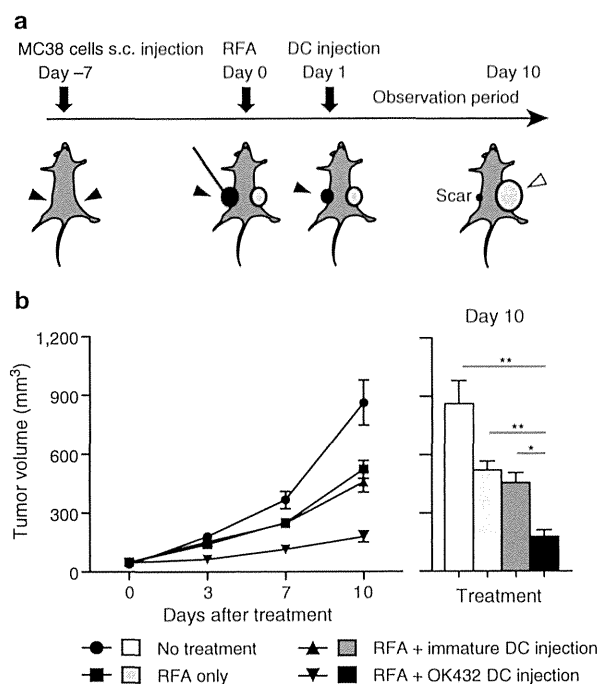 a
MC38 cells s.c. injection RFA DC injection
Day –7 Day 0 Day 1 Day 10
Observation period
Scar
b
Day 10
1,200
900
600
300
0
Tumor volume (mm³)
**
**
*
0 3 7 10
Days after treatment
Treatment
No treatment
RFA + immature DC injection
RFA only
RFA + OK432 DC injection